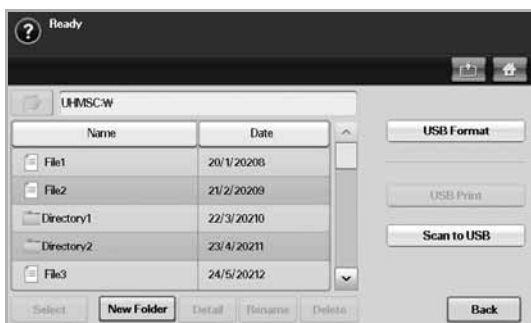 Ready
UHMSC:W
Name Date
File1 20/1/20208
File2 21/2/20209
Directory1 22/3/20210
Directory2 23/4/20211
File3 24/5/20212
USB Format
USB Print
Scan to USB
Select New Folder Detail Rename Delete Back